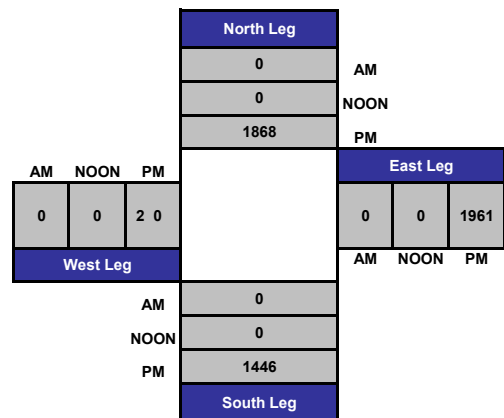 North Leg
0
AM
0
NOON
1868
PM
AM NOON PM
East Leg
0 0 2 0
0 0 1961
West Leg
AM NOON PM
AM
0
NOON
0
PM
1446
South Leg